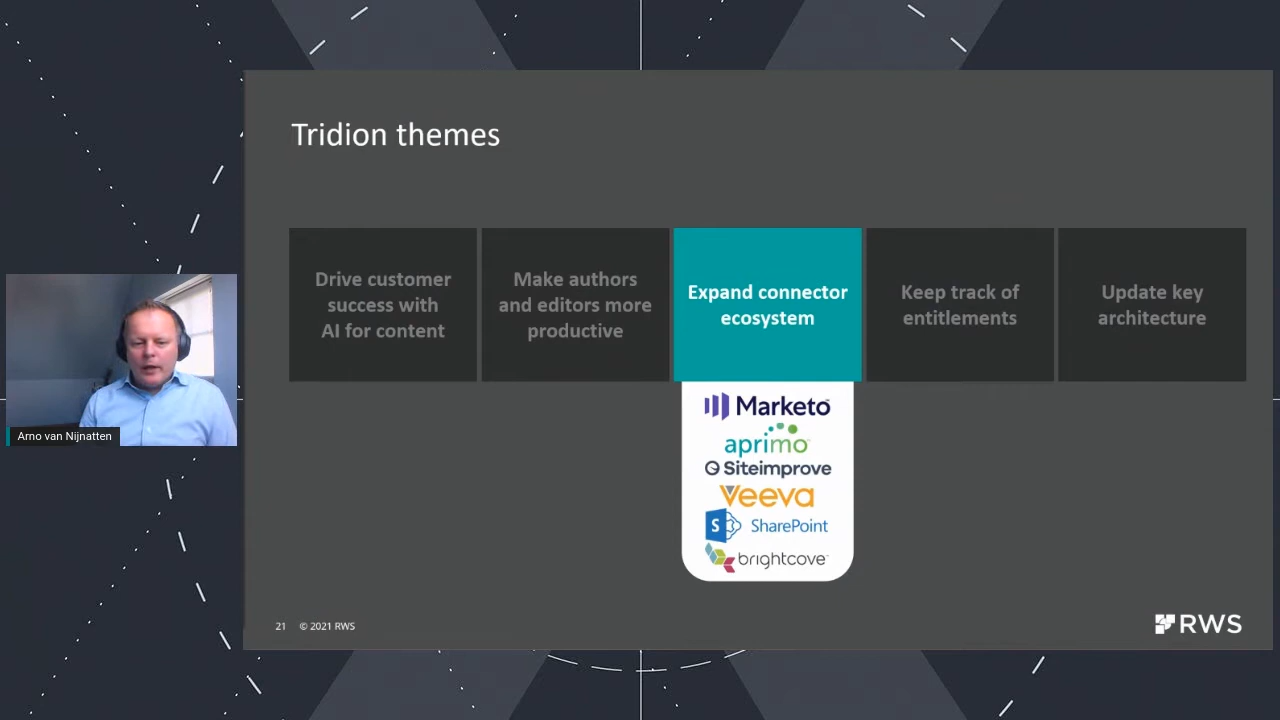 Tridion themes
Drive customer
success with
AI for content
Make authors
and editors more
productive
Expand connector
ecosystem
Keep track of
entitlements
Update key
architecture
Marketo
aprimo
Siteimprove
Veeva
S SharePoint
brightcove
Arno van Nijnatten
21 © 2021 RWS
RWS